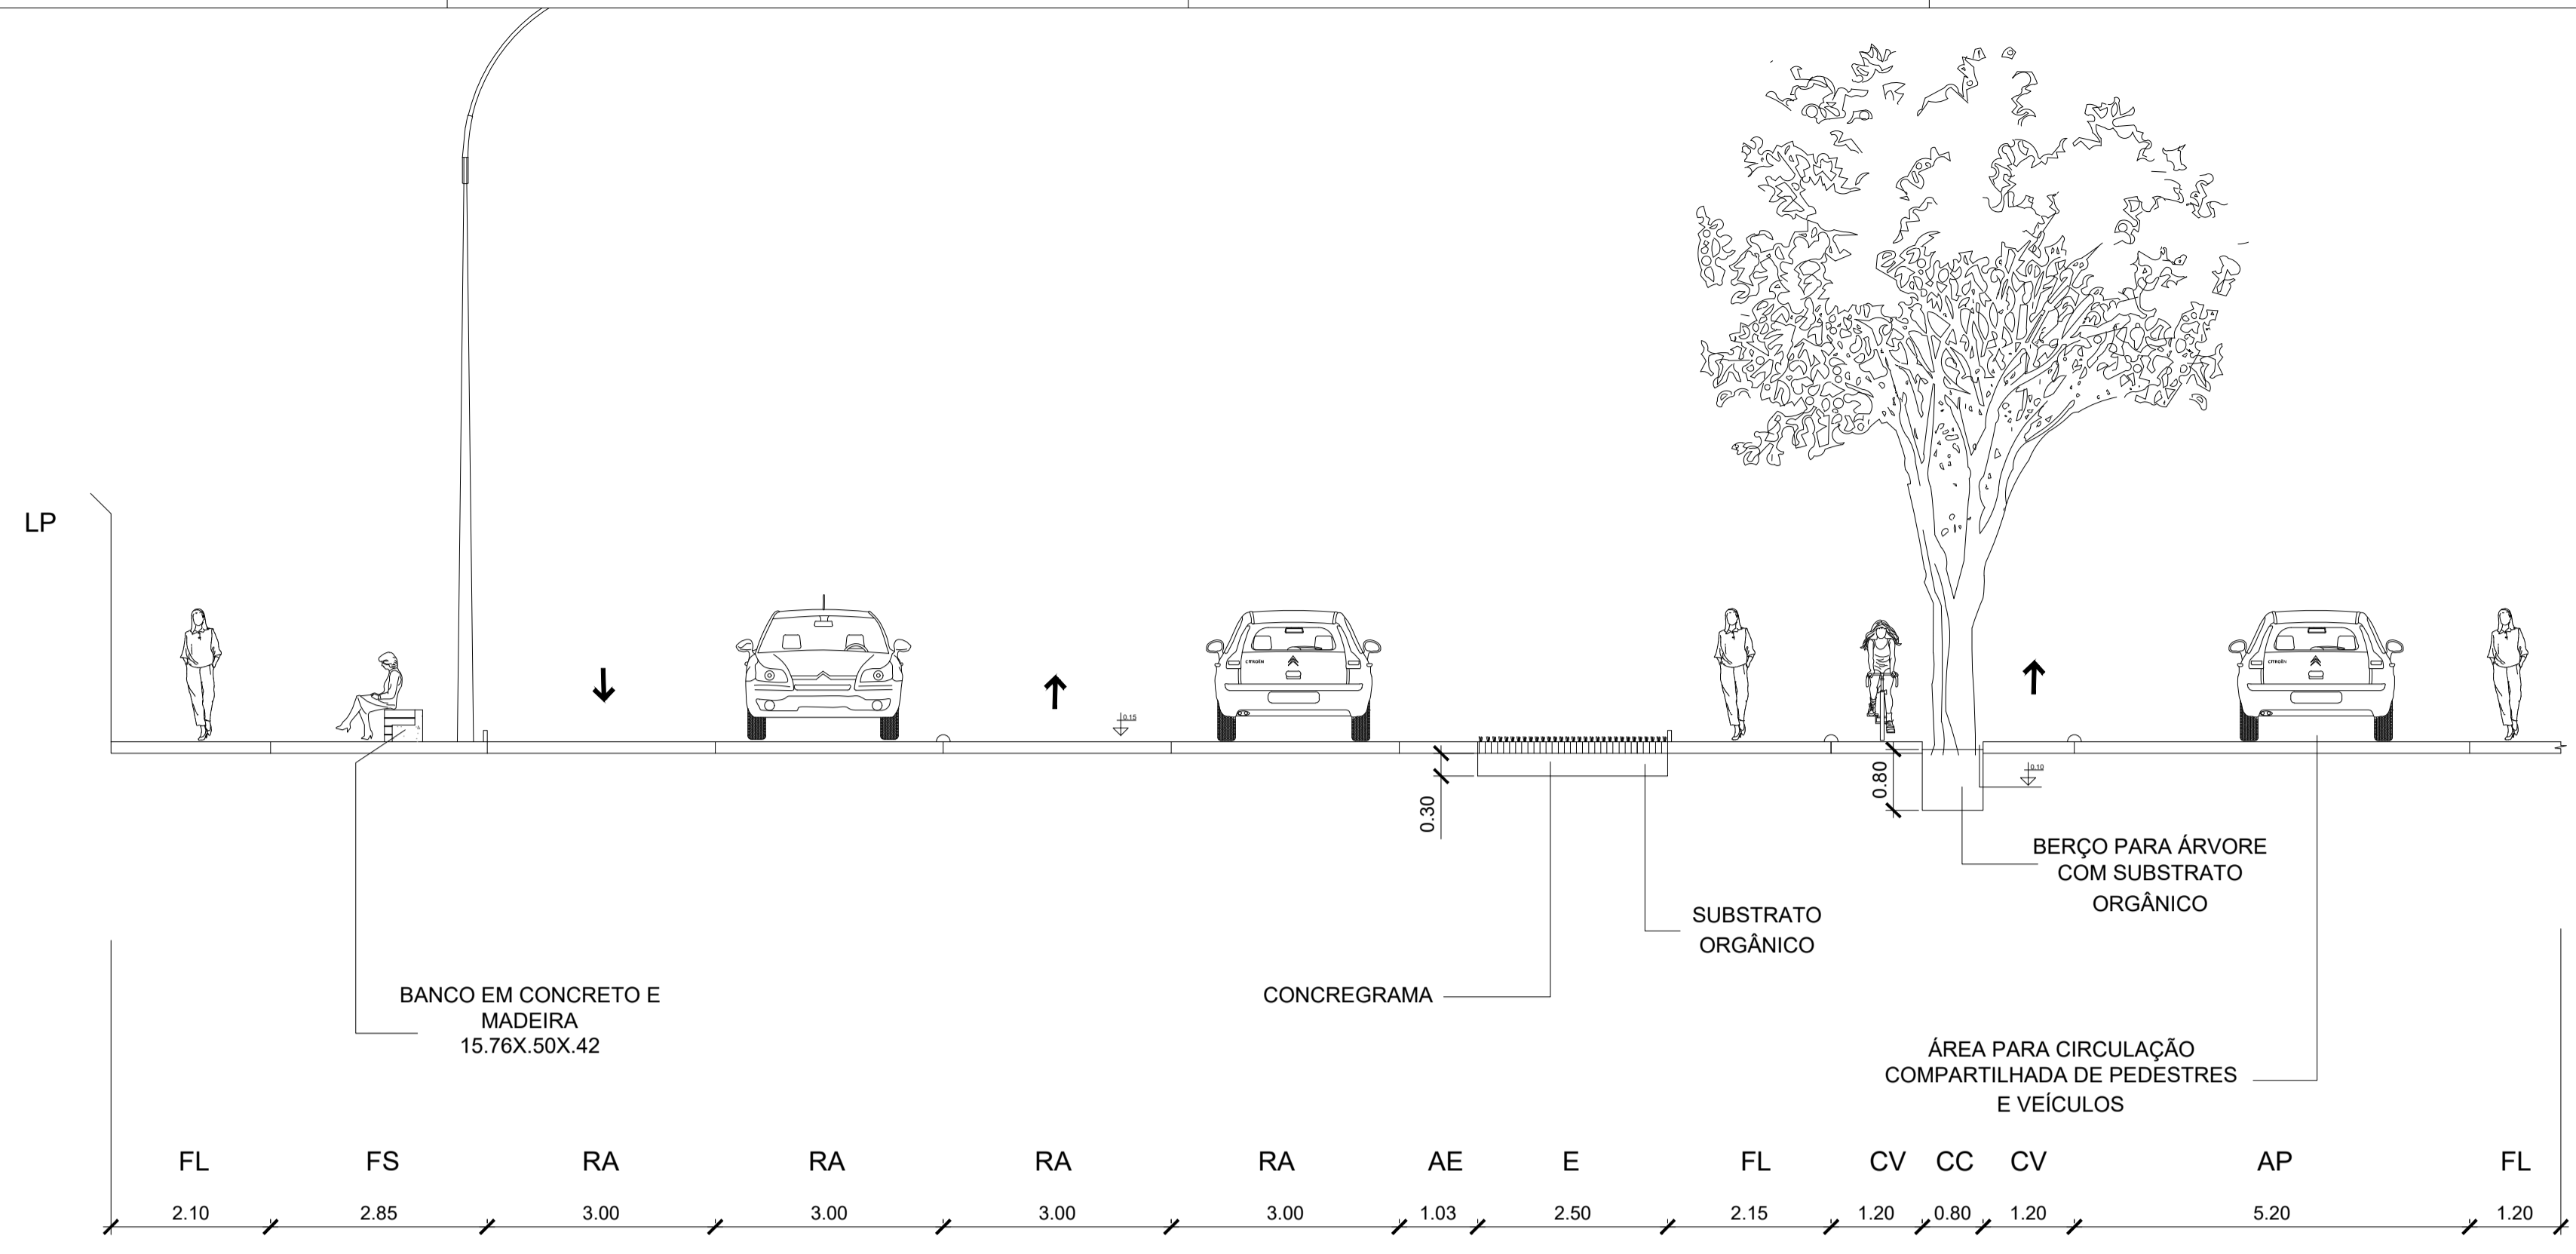 LP
CITROËN
CITROËN
0.15
0.30
0.80
0.10
BERÇO PARA ÁRVORE
COM SUBSTRATO
ORGÂNICO
SUBSTRATO
ORGÂNICO
CONCREGRAMA
BANCO EM CONCRETO E
MADEIRA
15.76X.50X.42
ÁREA PARA CIRCULAÇÃO
COMPARTILHADA DE PEDESTRES
E VEÍCULOS
FL FS RA RA RA RA AE E FL CV CC CV AP FL
2.10 2.85 3.00 3.00 3.00 3.00 1.03 2.50 2.15 1.20 0.80 1.20 5.20 1.20